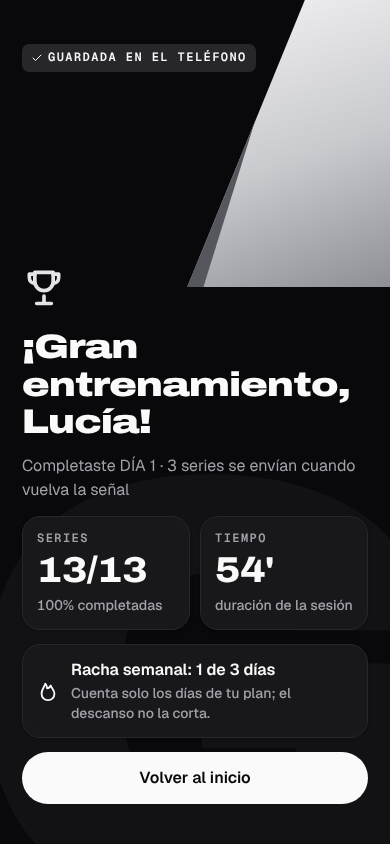 GUARDADA EN EL TELÉFONO
¡Gran
entrenamiento,
Lucía!
Completaste DÍA 1 · 3 series se envían cuando
vuelva la señal
SERIES
13/13
100% completadas
TIEMPO
54'
duración de la sesión
Racha semanal: 1 de 3 días
Cuenta solo los días de tu plan; el
descanso no la corta.
Volver al inicio